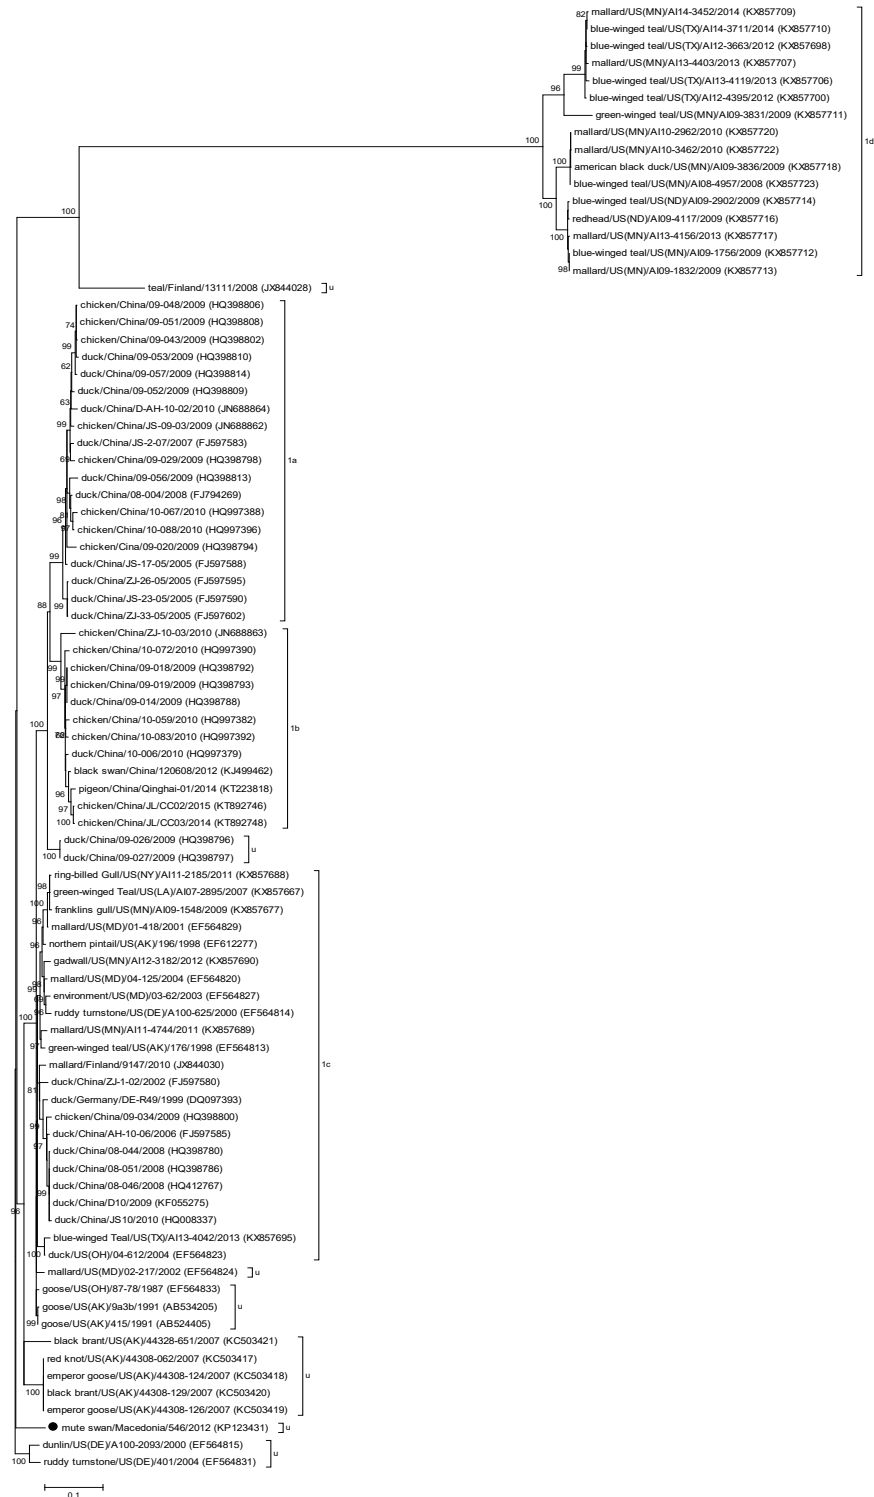 82
mallard/US(MN)/AI14-3452/2014 (KX857709)
blue-winged teal/US(TX)/AI14-3711/2014 (KX857710)
blue-winged teal/US(TX)/AI12-3663/2012 (KX857698)
mallard/US(MN)/AI13-4403/2013 (KX857707)
99
blue-winged teal/US(TX)/AI13-4119/2013 (KX857706)
96
blue-winged teal/US(TX)/AI12-4395/2012 (KX857700)
green-winged teal/US(MN)/AI09-3831/2009 (KX857711)
mallard/US(MN)/AI10-2962/2010 (KX857720)
100
1d
mallard/US(MN)/AI10-3462/2010 (KX857722)
100
american black duck/US(MN)/AI09-3836/2009 (KX857718)
blue-winged teal/US(MN)/AI08-4957/2008 (KX857723)
100
blue-winged teal/US(ND)/AI09-2902/2009 (KX857714)
100
redhead/US(ND)/AI09-4117/2009 (KX857716)
100
mallard/US(MN)/AI13-4156/2013 (KX857717)
blue-winged teal/US(MN)/AI09-1756/2009 (KX857712)
98
mallard/US(MN)/AI09-1832/2009 (KX857713)
teal/Finland/13111/2008 (JX844028)
u
chicken/China/09-048/2009 (HQ398806)
74
chicken/China/09-051/2009 (HQ398808)
99
chicken/China/09-043/2009 (HQ398802)
duck/China/09-053/2009 (HQ398810)
62
duck/China/09-057/2009 (HQ398814)
duck/China/09-052/2009 (HQ398809)
63
duck/China/D-AH-10-02/2010 (JN688864)
99
chicken/China/JS-09-03/2009 (JN688862)
duck/China/JS-2-07/2007 (FJ597583)
69
chicken/China/09-029/2009 (HQ398798)
1a
duck/China/09-056/2009 (HQ398813)
98
duck/China/08-004/2008 (FJ794269)
chicken/China/10-067/2010 (HQ997388)
96
chicken/China/10-088/2010 (HQ997396)
chicken/Cina/09-020/2009 (HQ398794)
99
duck/China/JS-17-05/2005 (FJ597588)
duck/China/ZJ-26-05/2005 (FJ597595)
duck/China/JS-23-05/2005 (FJ597590)
88
99
duck/China/ZJ-33-05/2005 (FJ597602)
chicken/China/ZJ-10-03/2010 (JN688863)
chicken/China/10-072/2010 (HQ997390)
99
chicken/China/09-018/2009 (HQ398792)
99
chicken/China/09-019/2009 (HQ398793)
97
duck/China/09-014/2009 (HQ398788)
100
chicken/China/10-059/2010 (HQ997382)
1b
chicken/China/10-083/2010 (HQ997392)
duck/China/10-006/2010 (HQ997379)
black swan/China/120608/2012 (KJ499462)
96
pigeon/China/Qinghai-01/2014 (KT223818)
97
chicken/China/JL/CC02/2015 (KT892746)
100
chicken/China/JL/CC03/2014 (KT892748)
duck/China/09-026/2009 (HQ398796)
u
100
duck/China/09-027/2009 (HQ398797)
ring-billed Gull/US(NY)/AI11-2185/2011 (KX857688)
98
green-winged Teal/US(LA)/AI07-2895/2007 (KX857667)
100
franklins gull/US(MN)/AI09-1548/2009 (KX857677)
96
mallard/US(MD)/01-418/2001 (EF564829)
96
northern pintail/US(AK)/196/1998 (EF612277)
gadwall/US(MN)/AI12-3182/2012 (KX857690)
98
mallard/US(MD)/04-125/2004 (EF564820)
99
environment/US(MD)/03-62/2003 (EF564827)
96
ruddy turnstone/US(DE)/A100-625/2000 (EF564814)
100
mallard/US(MN)/AI11-4744/2011 (KX857689)
97
green-winged teal/US(AK)/176/1998 (EF564813)
1c
mallard/Finland/9147/2010 (JX844030)
duck/China/ZJ-1-02/2002 (FJ597580)
81
duck/Germany/DE-R49/1999 (DQ097393)
chicken/China/09-034/2009 (HQ398800)
99
duck/China/AH-10-06/2006 (FJ597585)
97
duck/China/08-044/2008 (HQ398780)
duck/China/08-051/2008 (HQ398786)
99
duck/China/08-046/2008 (HQ412767)
duck/China/D10/2009 (KF055275)
96
duck/China/JS10/2010 (HQ008337)
blue-winged Teal/US(TX)/AI13-4042/2013 (KX857695)
100
duck/US(OH)/04-612/2004 (EF564823)
mallard/US(MD)/02-217/2002 (EF564824)
u
goose/US(OH)/87-78/1987 (EF564833)
goose/US(AK)/9a3b/1991 (AB534205)
u
99
goose/US(AK)/415/1991 (AB524405)
black brant/US(AK)/44328-651/2007 (KC503421)
red knot/US(AK)/44308-062/2007 (KC503417)
emperor goose/US(AK)/44308-124/2007 (KC503418)
u
100
black brant/US(AK)/44308-129/2007 (KC503420)
emperor goose/US(AK)/44308-126/2007 (KC503419)
mute swan/Macedonia/546/2012 (KP123431)
u
dunlin/US(DE)/A100-2093/2000 (EF564815)
u
100
ruddy turnstone/US(DE)/401/2004 (EF564831)
0.1